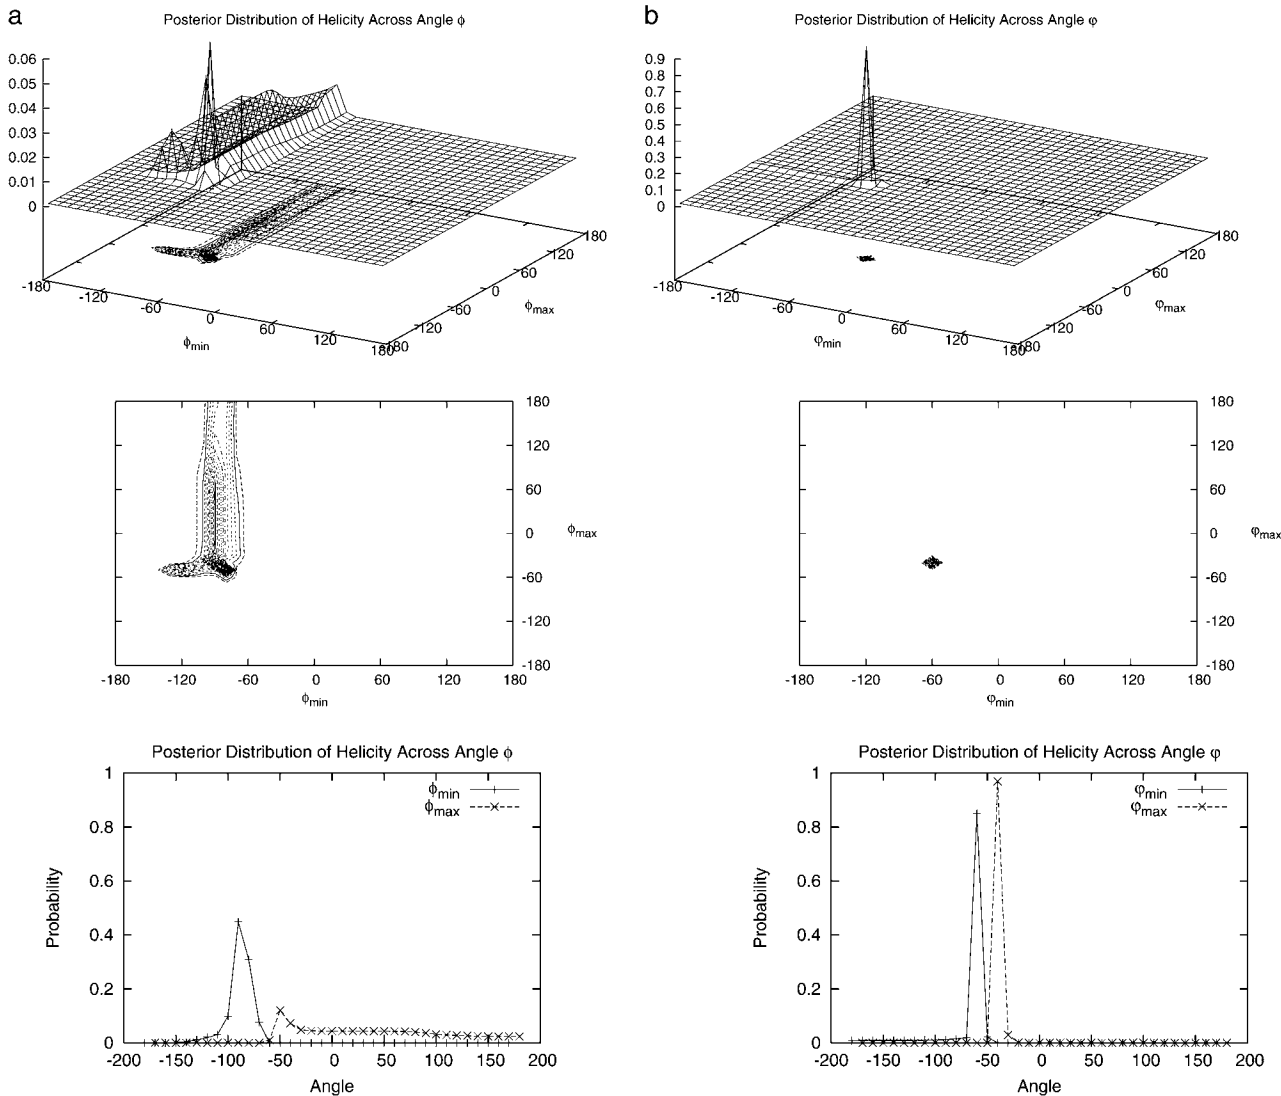 a
Posterior Distribution of Helicity Across Angle ϕ
0.06
0.05
0.04
0.03
0.02
0.01
0
-180
-120
-60
0
60
120
180
ϕmin
-180
-120
-60
0
60
120
180
ϕmax
b
Posterior Distribution of Helicity Across Angle φ
0.9
0.8
0.7
0.6
0.5
0.4
0.3
0.2
0.1
0
-180
-120
-60
0
60
120
180
φmin
-180
-120
-60
0
60
120
180
φmax
180
120
60
0
-60
-120
-180
ϕmax
-180 -120 -60 0 60 120 180
ϕmin
180
120
60
0
-60
-120
-180
φmax
-180 -120 -60 0 60 120 180
φmin
Posterior Distribution of Helicity Across Angle ϕ
1
0.8
0.6
0.4
0.2
0
Probability
ϕmin
ϕmax
-200 -150 -100 -50 0 50 100 150 200
Angle
Posterior Distribution of Helicity Across Angle φ
1
0.8
0.6
0.4
0.2
0
Probability
φmin
φmax
-200 -150 -100 -50 0 50 100 150 200
Angle